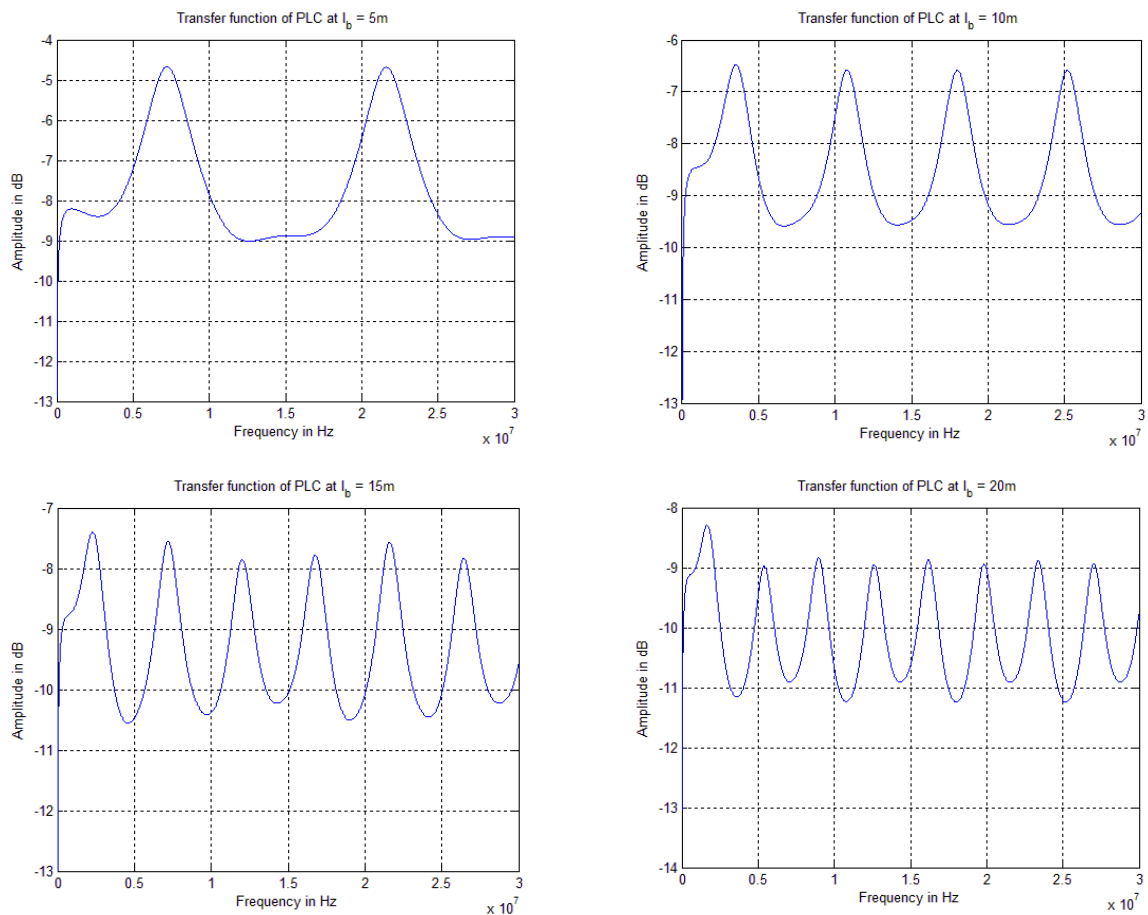 Transfer function of PLC at l_b = 5m
-4
-5
-6
-7
-8
-9
-10
-11
-12
-13
Amplitude in dB
0 0.5 1 1.5 2 2.5 3
Frequency in Hz
x 10^7
Transfer function of PLC at l_b = 10m
-6
-7
-8
-9
-10
-11
-12
-13
Amplitude in dB
0 0.5 1 1.5 2 2.5 3
Frequency in Hz
x 10^7
Transfer function of PLC at l_b = 15m
-7
-8
-9
-10
-11
-12
-13
Amplitude in dB
0 0.5 1 1.5 2 2.5 3
Frequency in Hz
x 10^7
Transfer function of PLC at l_b = 20m
-8
-9
-10
-11
-12
-13
-14
Amplitude in dB
0 0.5 1 1.5 2 2.5 3
Frequency in Hz
x 10^7